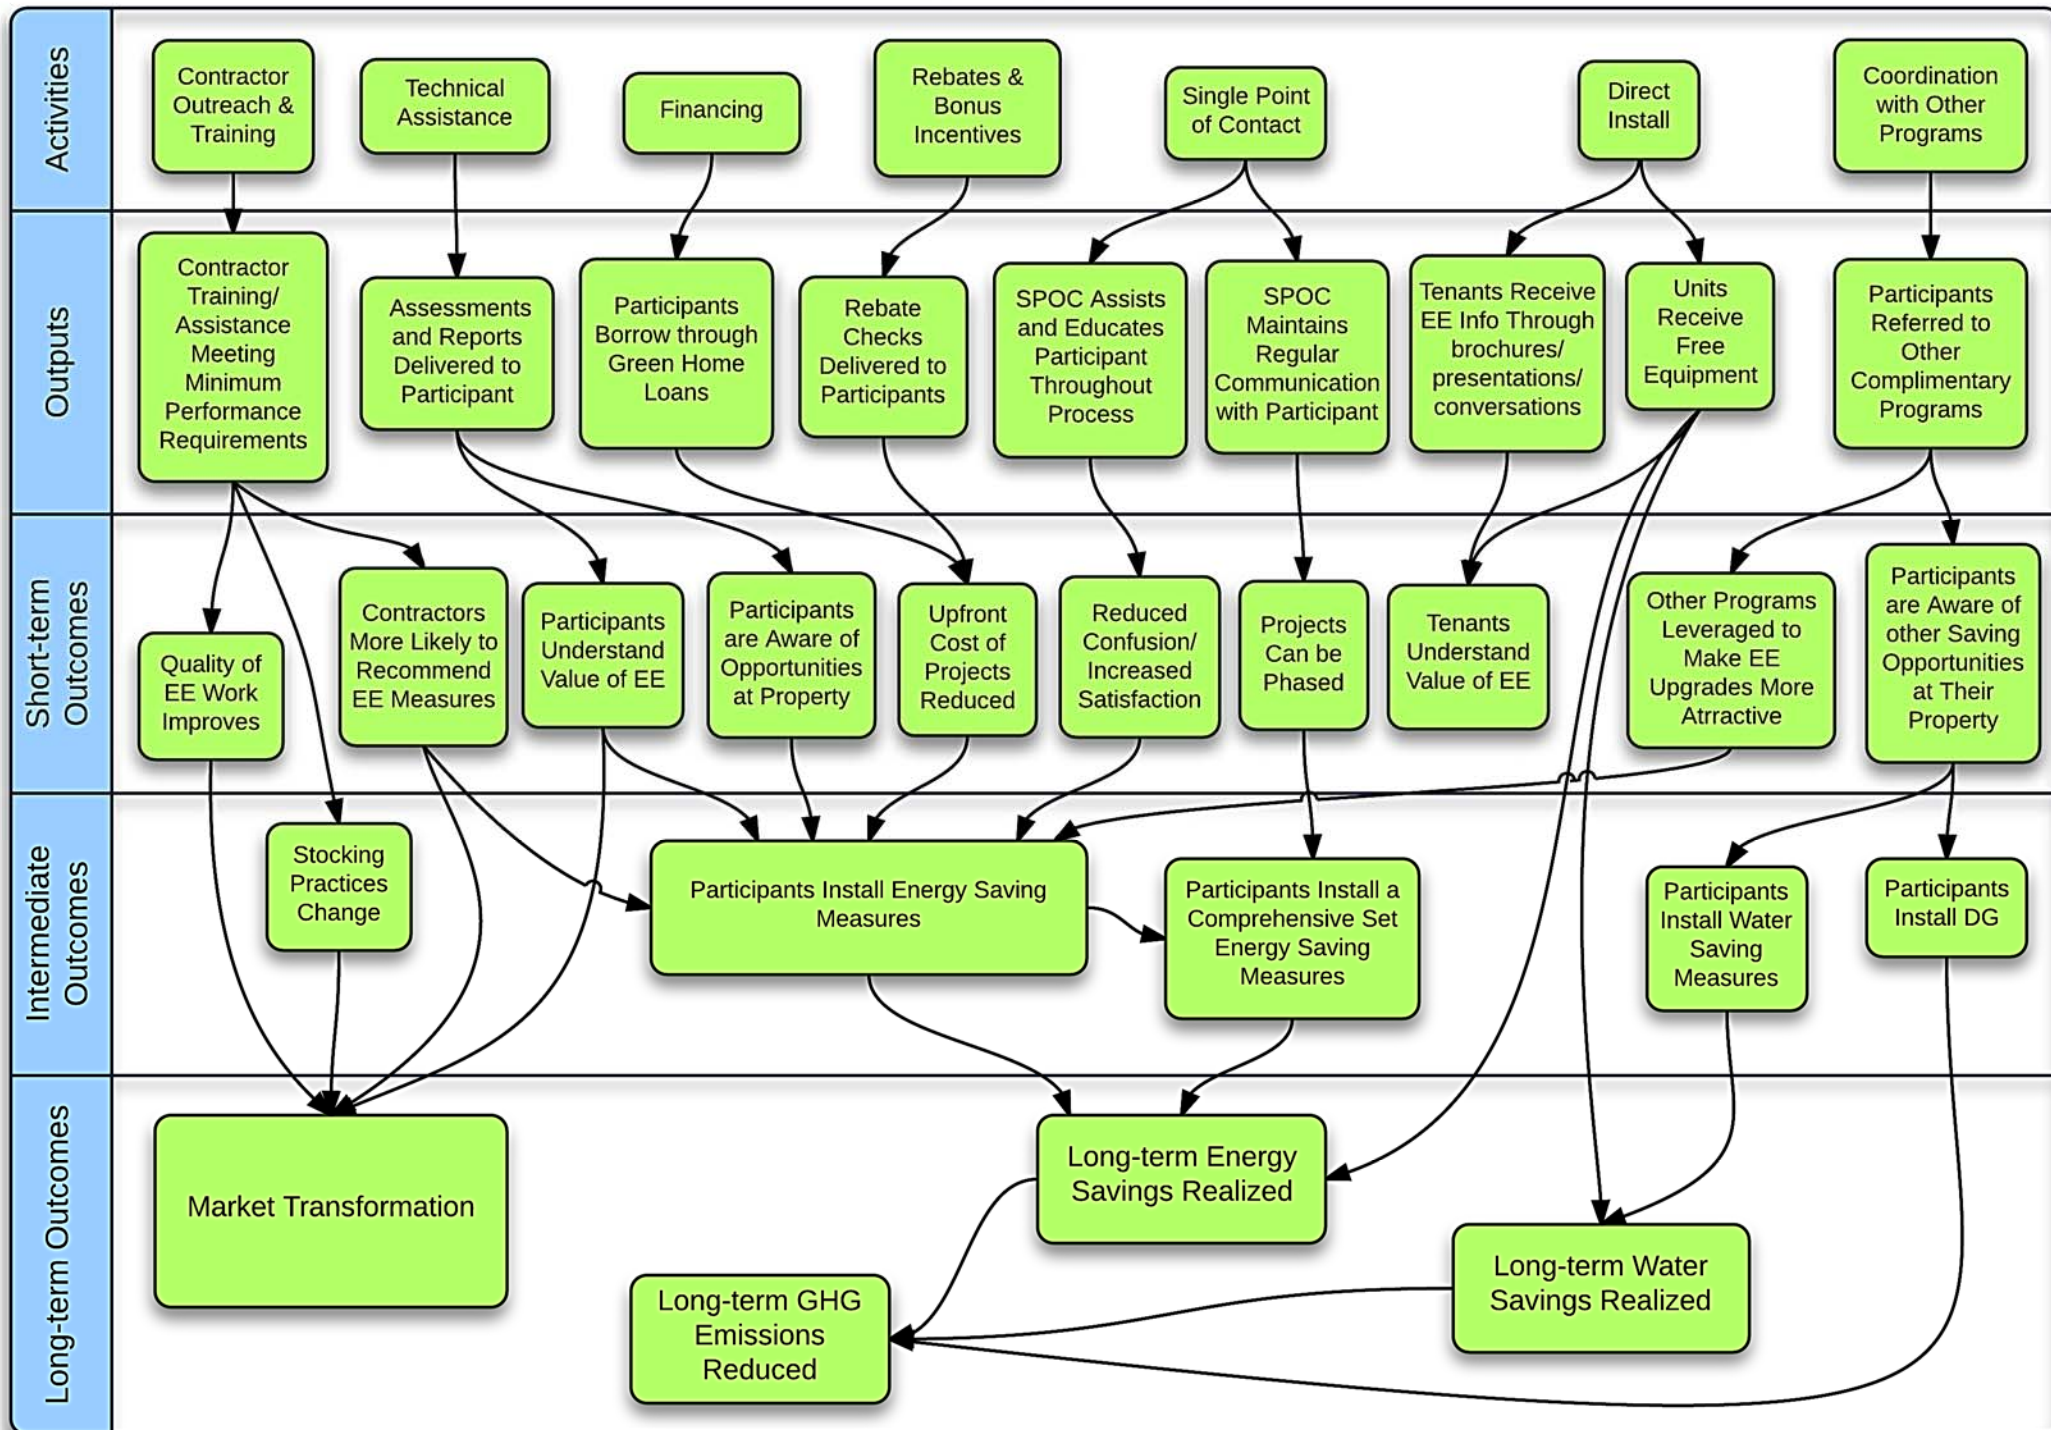 Activities
Contractor
Outreach &
Training
Technical
Assistance
Financing
Rebates &
Bonus
Incentives
Single Point
of Contact
Direct
Install
Coordination
with Other
Programs
Outputs
Contractor
Training/
Assistance
Meeting
Minimum
Performance
Requirements
Assessments
and Reports
Delivered to
Participant
Participants
Borrow through
Green Home
Loans
Rebate
Checks
Delivered to
Participants
SPOC Assists
and Educates
Participant
Throughout
Process
SPOC
Maintains
Regular
Communication
with Participant
Tenants Receive
EE Info Through
brochures/
presentations/
conversations
Units
Receive
Free
Equipment
Participants
Referred to
Other
Complimentary
Programs
Short-term
Outcomes
Quality of
EE Work
Improves
Contractors
More Likely to
Recommend
EE Measures
Participants
Understand
Value of EE
Participants
are Aware of
Opportunities
at Property
Upfront
Cost of
Projects
Reduced
Reduced
Confusion/
Increased
Satisfaction
Projects
Can be
Phased
Tenants
Understand
Value of EE
Other Programs
Leveraged to
Make EE
Upgrades More
Atrractive
Participants
are Aware of
other Saving
Opportunities
at Their
Property
Intermediate
Outcomes
Stocking
Practices
Change
Participants Install Energy Saving
Measures
Participants Install a
Comprehensive Set
Energy Saving
Measures
Participants
Install Water
Saving
Measures
Participants
Install DG
Long-term Outcomes
Market Transformation
Long-term Energy
Savings Realized
Long-term Water
Savings Realized
Long-term GHG
Emissions
Reduced